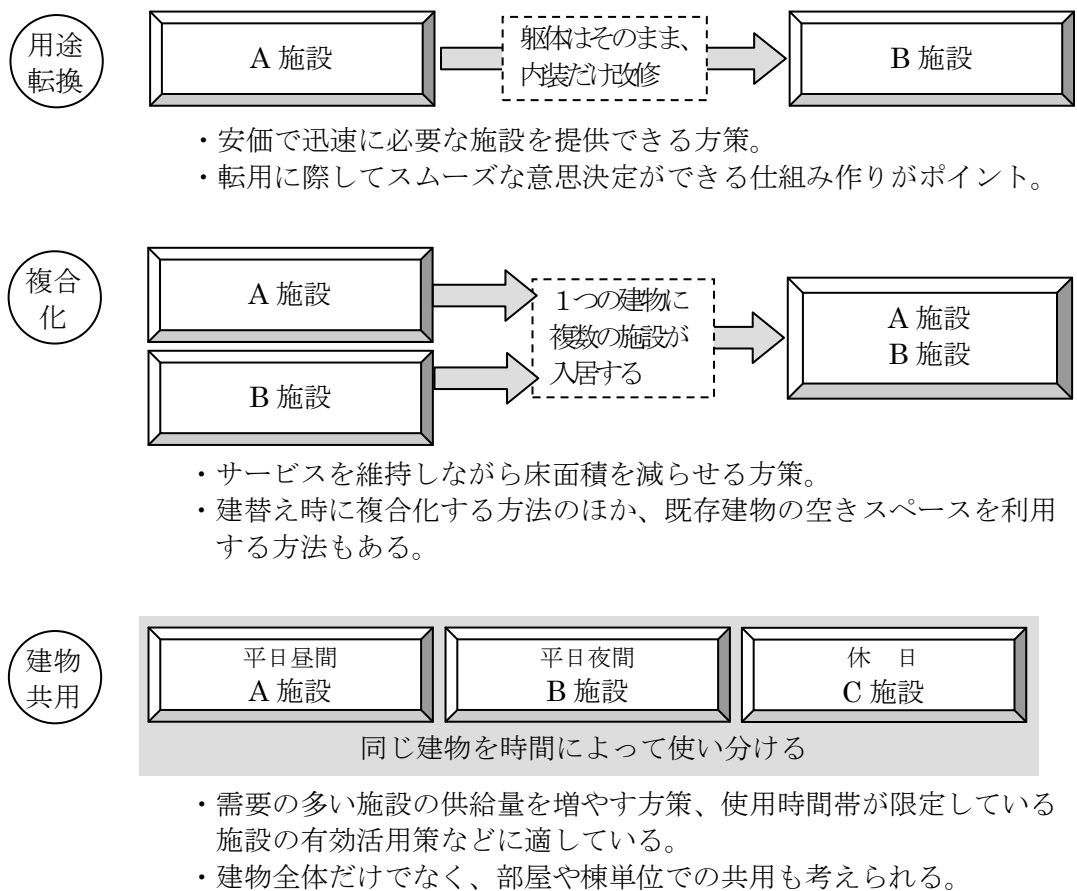 用途
転換
A 施設
躯体はそのまま、
内装だけ改修
B 施設
・安価で迅速に必要な施設を提供できる方策。
・転用に際してスムーズな意思決定ができる仕組み作りがポイント。
複合
化
A 施設
B 施設
１つの建物に
複数の施設が
入居する
A 施設
B 施設
・サービスを維持しながら床面積を減らせる方策。
・建替え時に複合化する方法のほか、既存建物の空きスペースを利用
する方法もある。
建物
共用
平日昼間
A 施設
平日夜間
B 施設
休　日
C 施設
同じ建物を時間によって使い分ける
・需要の多い施設の供給量を増やす方策、使用時間帯が限定している
施設の有効活用策などに適している。
・建物全体だけでなく、部屋や棟単位での共用も考えられる。